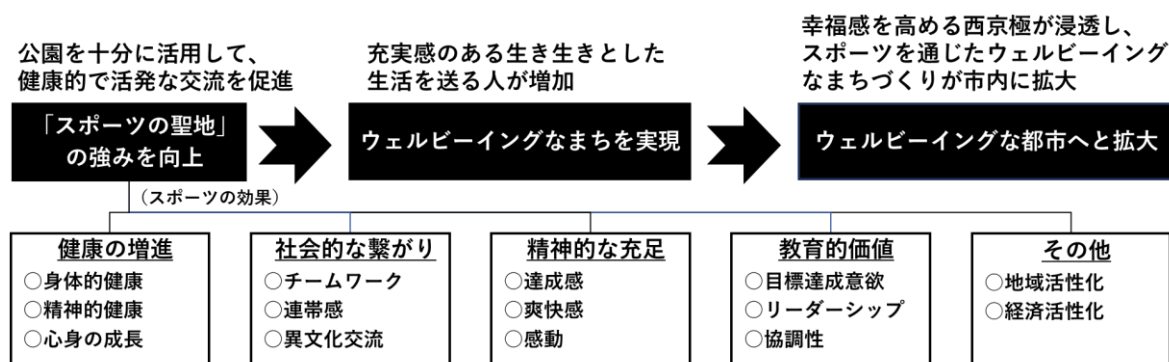 公園を十分に活用して、
健康的で活発な交流を促進
充実感のある生き生きとした
生活を送る人が増加
幸福感を高める西京極が浸透し、
スポーツを通じたウェルビーイング
なまちづくりが市内に拡大
「スポーツの聖地」
の強みを向上
ウェルビーイングなまちを実現
ウェルビーイングな都市へと拡大
（スポーツの効果）
健康の増進
○身体的健康
○精神的健康
○心身の成長
社会的な繋がり
○チームワーク
○連帯感
○異文化交流
精神的な充足
○達成感
○爽快感
○感動
教育的価値
○目標達成意欲
○リーダーシップ
○協調性
その他
○地域活性化
○経済活性化